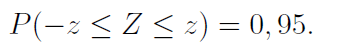 P(−z ≤ Z ≤ z) = 0, 95.